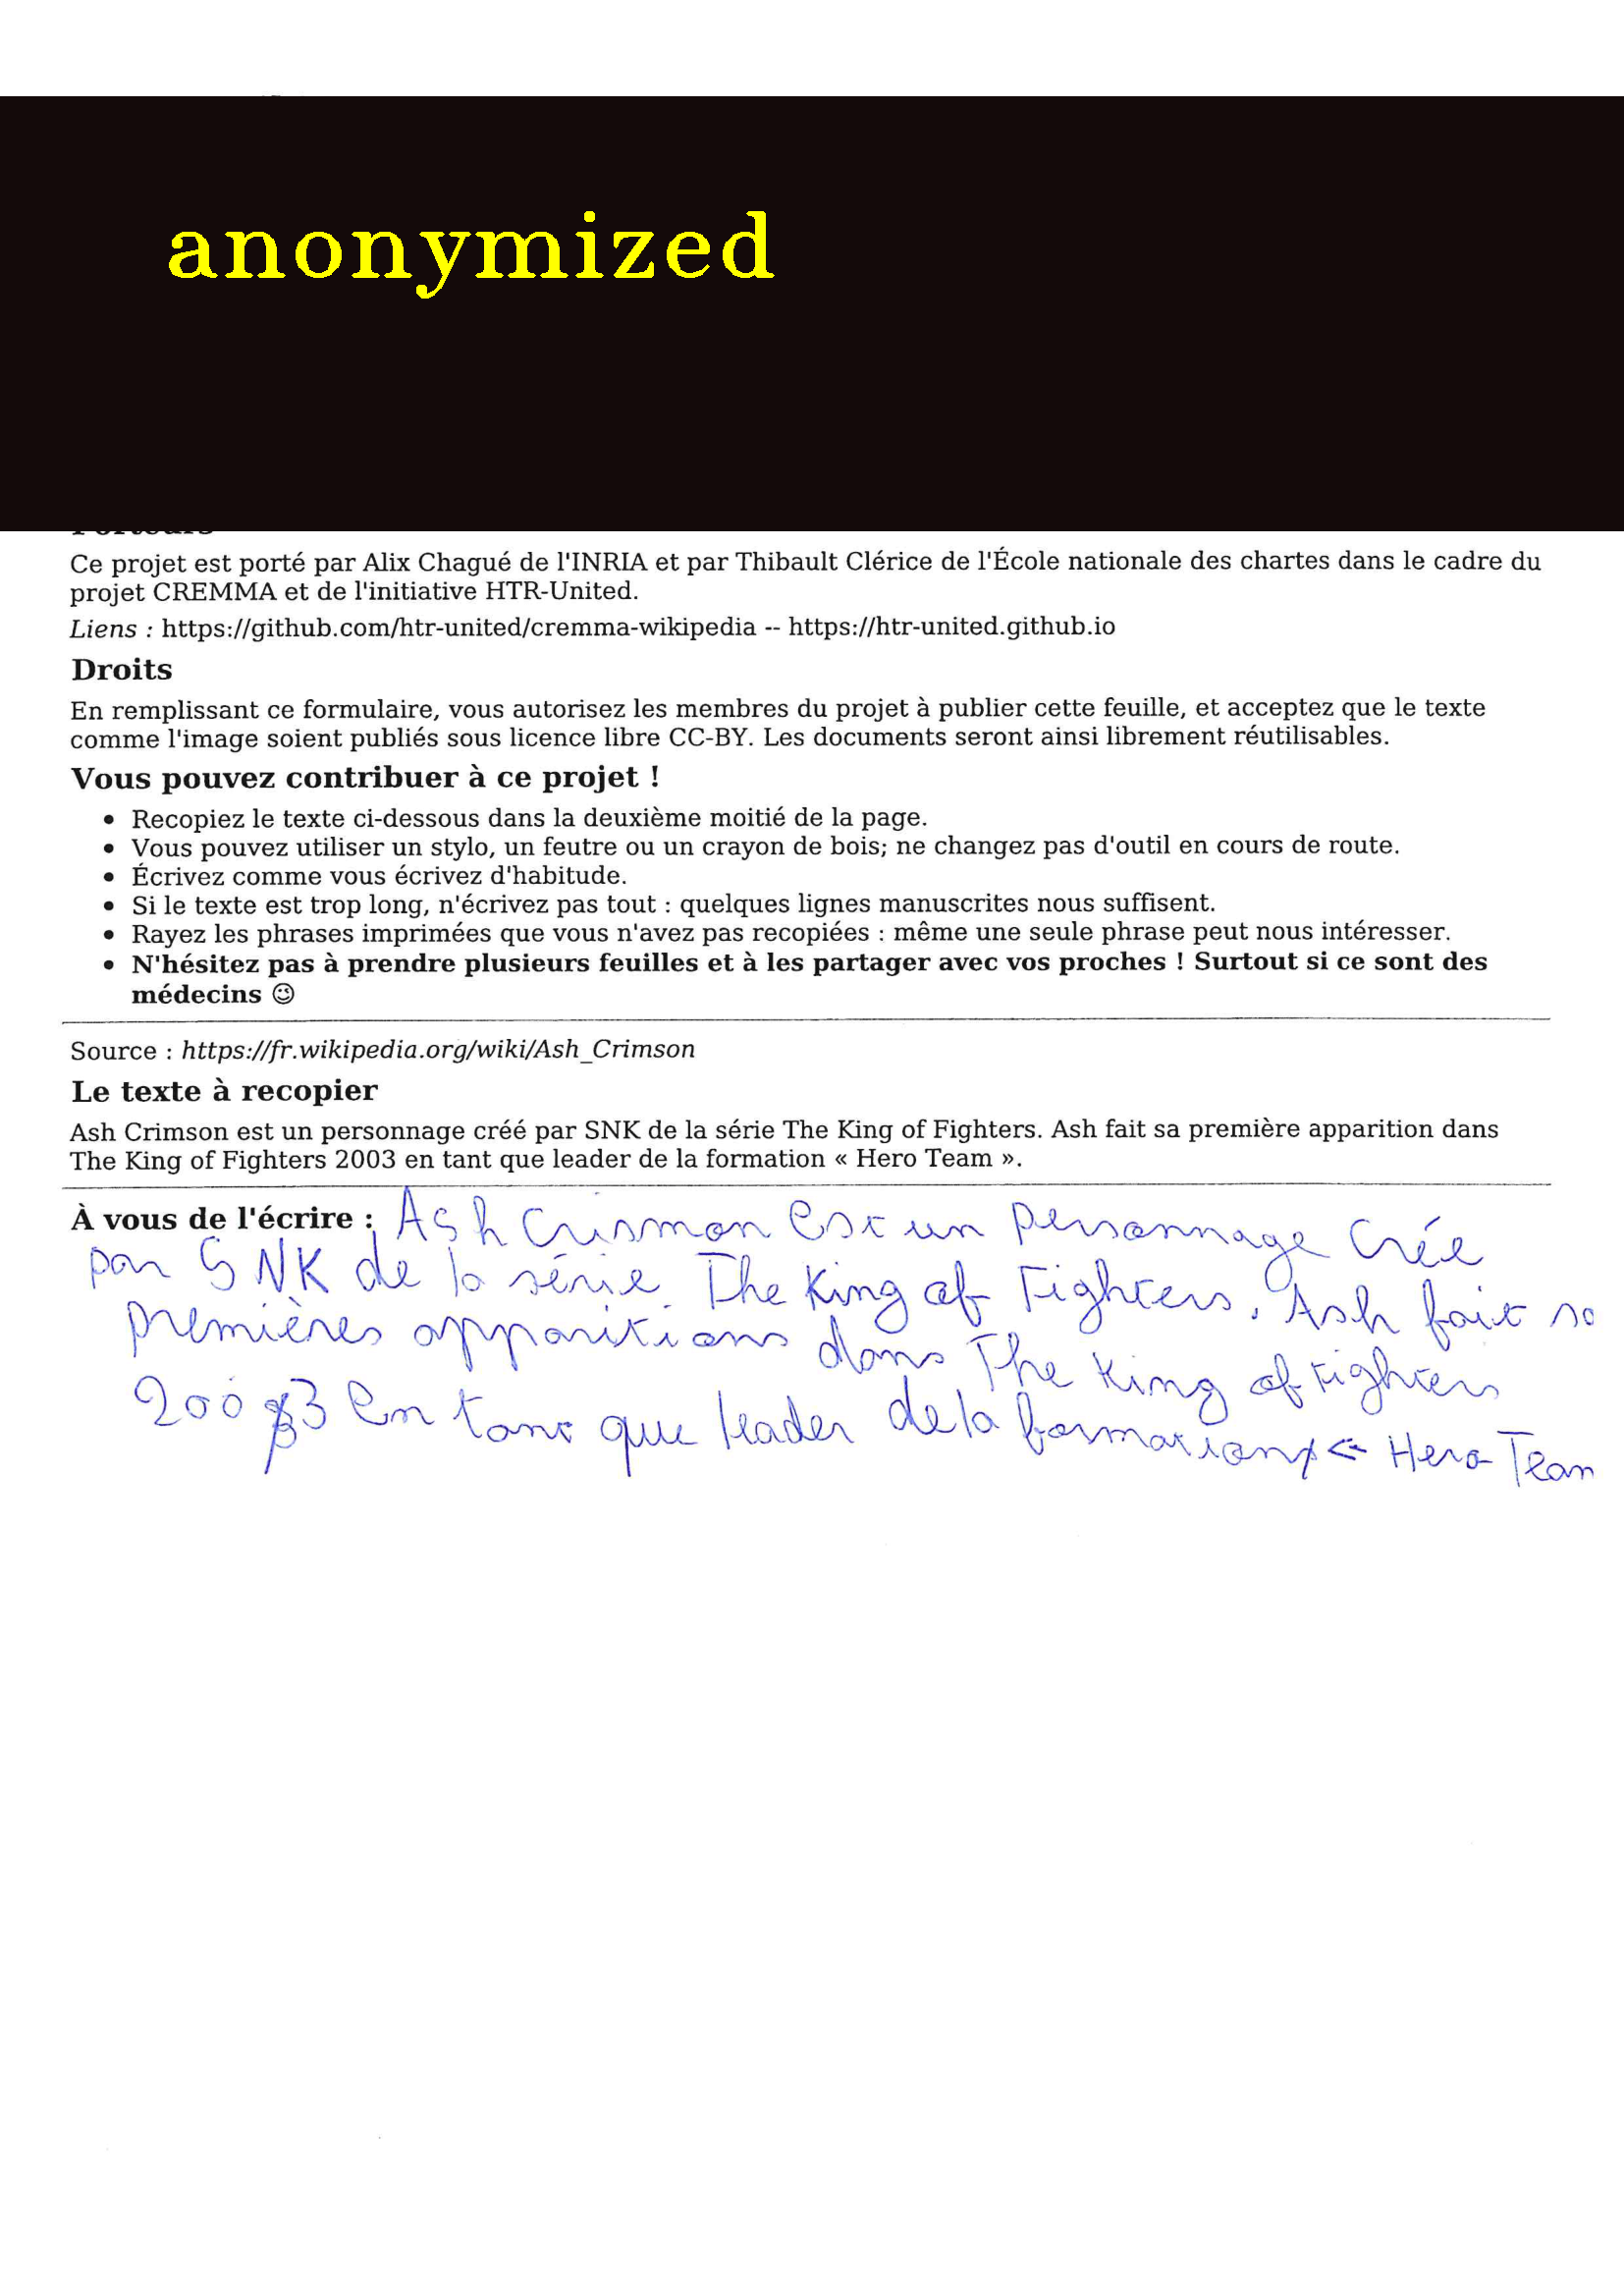 anonymized
Ce projet est porté par Alix Chagué de l'INRIA et par Thibault Clérice de l'École nationale des chartes dans le cadre du
projet CREMMA et de l'initiative HTR-United.
Liens : https://github.com/htr-united/cremma-wikipedia -- https://htr-united.github.io
Droits
En remplissant ce formulaire, vous autorisez les membres du projet à publier cette feuille, et acceptez que le texte
comme l'image soient publiés sous licence libre CC-BY. Les documents seront ainsi librement réutilisables.
Vous pouvez contribuer à ce projet !
• Recopiez le texte ci-dessous dans la deuxième moitié de la page.
• Vous pouvez utiliser un stylo, un feutre ou un crayon de bois; ne changez pas d'outil en cours de route.
• Écrivez comme vous écrivez d'habitude.
• Si le texte est trop long, n'écrivez pas tout : quelques lignes manuscrites nous suffisent.
• Rayez les phrases imprimées que vous n'avez pas recopiées : même une seule phrase peut nous intéresser.
• N'hésitez pas à prendre plusieurs feuilles et à les partager avec vos proches ! Surtout si ce sont des
médecins 😉
Source : https://fr.wikipedia.org/wiki/Ash_Crimson
Le texte à recopier
Ash Crimson est un personnage créé par SNK de la série The King of Fighters. Ash fait sa première apparition dans
The King of Fighters 2003 en tant que leader de la formation « Hero Team ».
À vous de l'écrire : Ash Crismon est un personnage crée
par SNK de la série The King of Fighters. Ash fait sa
premières apparitions dans The King of Fighters
2003 en tant que leader de la formation « Hero Team